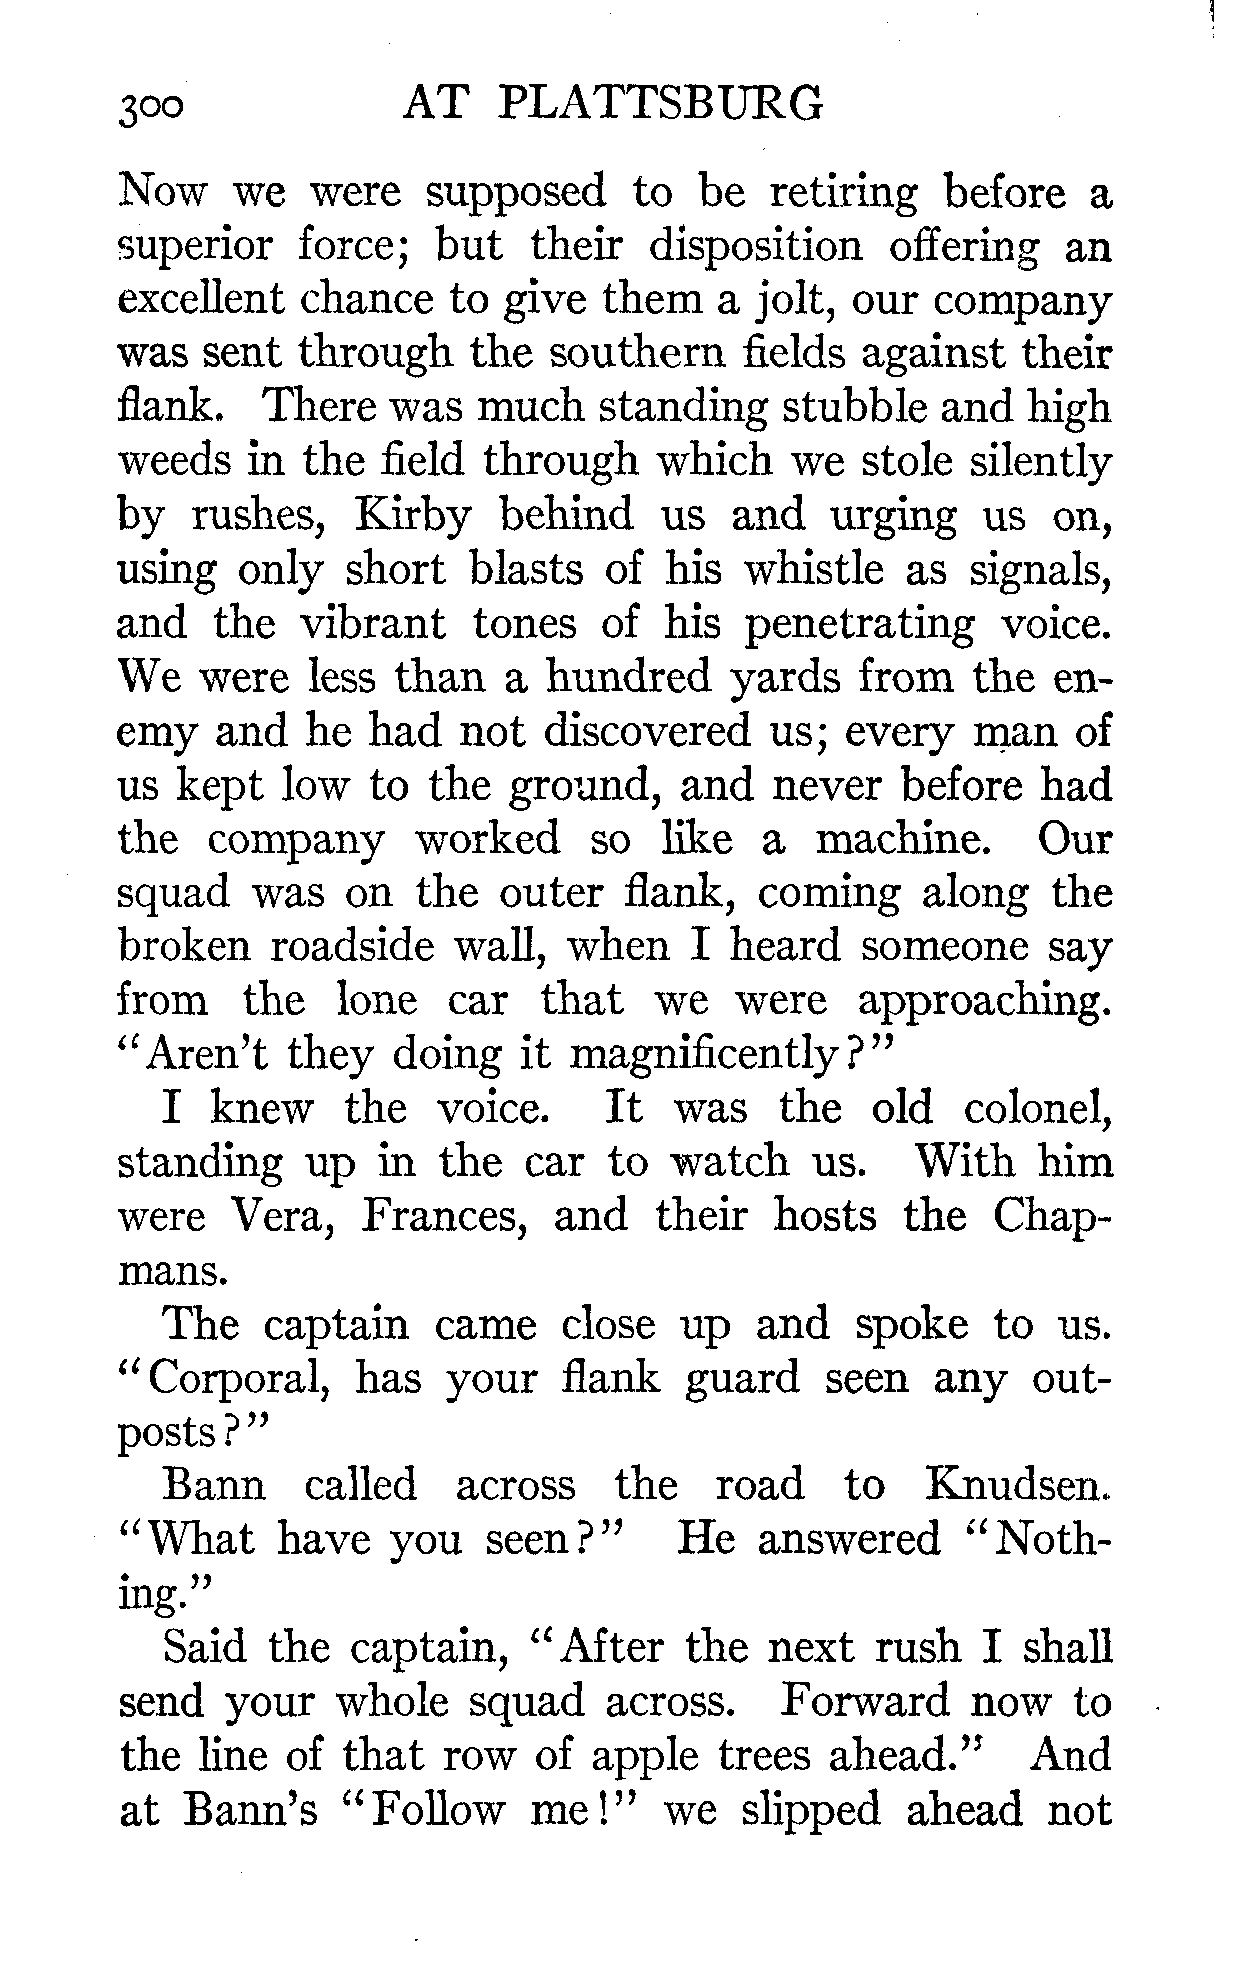 300 AT PLATTSBURG
Now we were supposed to be retiring before a
superior force; but their disposition offering an
excellent chance to give them a jolt, our company
was sent through the southern fields against their
flank. There was much standing stubble and high
weeds in the field through which we stole silently
by rushes, Kirby behind us and urging us on,
using only short blasts of his whistle as signals,
and the vibrant tones of his penetrating voice.
We were less than a hundred yards from the en-
emy and he had not discovered us; every man of
us kept low to the ground, and never before had
the company worked so like a machine. Our
squad was on the outer flank, coming along the
broken roadside wall, when I heard someone say
from the lone car that we were approaching.
"Aren't they doing it magnificently?"
I knew the voice. It was the old colonel,
standing up in the car to watch us. With him
were Vera, Frances, and their hosts the Chap-
mans.
The captain came close up and spoke to us.
"Corporal, has your flank guard seen any out-
posts?"
Bann called across the road to Knudsen.
"What have you seen?" He answered "Noth-
ing."
Said the captain, "After the next rush I shall
send your whole squad across. Forward now to
the line of that row of apple trees ahead." And
at Bann's "Follow me!" we slipped ahead not